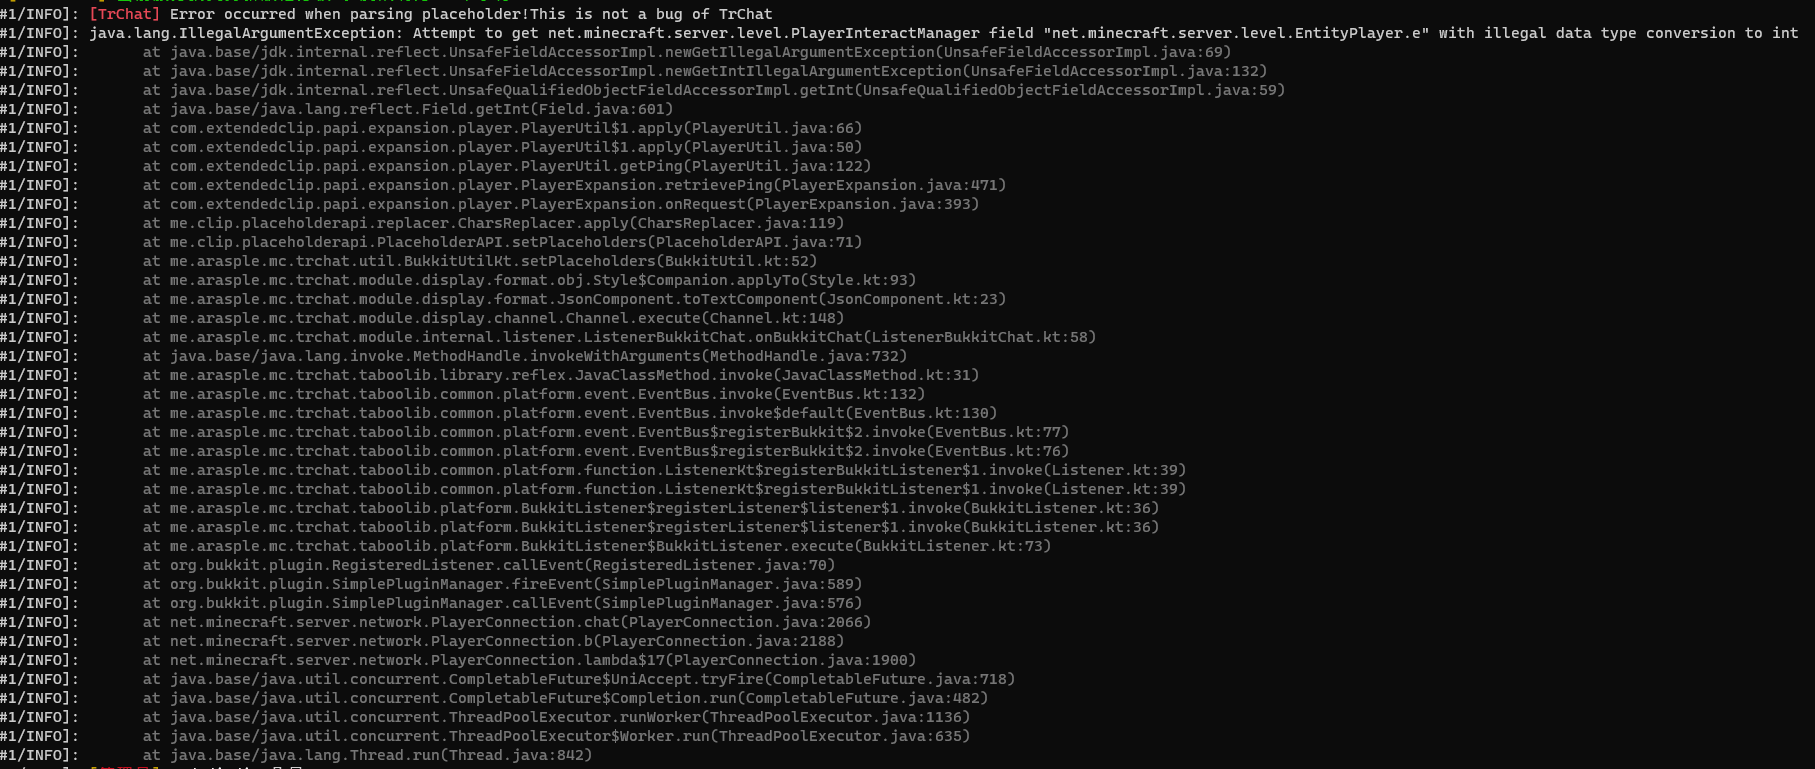 #1/INFO]: [TrChat] Error occurred when parsing placeholder!This is not a bug of TrChat
#1/INFO]: java.lang.IllegalArgumentException: Attempt to get net.minecraft.server.level.PlayerInteractManager field "net.minecraft.server.level.EntityPlayer.e" with illegal data type conversion to int
#1/INFO]: at java.base/jdk.internal.reflect.UnsafeFieldAccessorImpl.newGetIllegalArgumentException(UnsafeFieldAccessorImpl.java:69)
#1/INFO]: at java.base/jdk.internal.reflect.UnsafeFieldAccessorImpl.newGetIntIllegalArgumentException(UnsafeFieldAccessorImpl.java:132)
#1/INFO]: at java.base/jdk.internal.reflect.UnsafeQualifiedObjectFieldAccessorImpl.getInt(UnsafeQualifiedObjectFieldAccessorImpl.java:59)
#1/INFO]: at java.base/java.lang.reflect.Field.getInt(Field.java:601)
#1/INFO]: at com.extendedclip.papi.expansion.player.PlayerUtil$1.apply(PlayerUtil.java:66)
#1/INFO]: at com.extendedclip.papi.expansion.player.PlayerUtil$1.apply(PlayerUtil.java:50)
#1/INFO]: at com.extendedclip.papi.expansion.player.PlayerUtil.getPing(PlayerUtil.java:122)
#1/INFO]: at com.extendedclip.papi.expansion.player.PlayerExpansion.retrievePing(PlayerExpansion.java:471)
#1/INFO]: at com.extendedclip.papi.expansion.player.PlayerExpansion.onRequest(PlayerExpansion.java:393)
#1/INFO]: at me.clip.placeholderapi.replacer.CharsReplacer.apply(CharsReplacer.java:119)
#1/INFO]: at me.clip.placeholderapi.PlaceholderAPI.setPlaceholders(PlaceholderAPI.java:71)
#1/INFO]: at me.arasple.mc.trchat.util.BukkitUtilKt.setPlaceholders(BukkitUtil.kt:52)
#1/INFO]: at me.arasple.mc.trchat.module.display.format.obj.Style$Companion.applyTo(Style.kt:93)
#1/INFO]: at me.arasple.mc.trchat.module.display.format.JsonComponent.toTextComponent(JsonComponent.kt:23)
#1/INFO]: at me.arasple.mc.trchat.module.display.channel.Channel.execute(Channel.kt:148)
#1/INFO]: at me.arasple.mc.trchat.module.internal.listener.ListenerBukkitChat.onBukkitChat(ListenerBukkitChat.kt:58)
#1/INFO]: at java.base/java.lang.invoke.MethodHandle.invokeWithArguments(MethodHandle.java:732)
#1/INFO]: at me.arasple.mc.trchat.taboolib.library.reflex.JavaClassMethod.invoke(JavaClassMethod.kt:31)
#1/INFO]: at me.arasple.mc.trchat.taboolib.common.platform.event.EventBus.invoke(EventBus.kt:132)
#1/INFO]: at me.arasple.mc.trchat.taboolib.common.platform.event.EventBus.invoke$default(EventBus.kt:130)
#1/INFO]: at me.arasple.mc.trchat.taboolib.common.platform.event.EventBus$registerBukkit$2.invoke(EventBus.kt:77)
#1/INFO]: at me.arasple.mc.trchat.taboolib.common.platform.event.EventBus$registerBukkit$2.invoke(EventBus.kt:76)
#1/INFO]: at me.arasple.mc.trchat.taboolib.common.platform.function.ListenerKt$registerBukkitListener$1.invoke(Listener.kt:39)
#1/INFO]: at me.arasple.mc.trchat.taboolib.common.platform.function.ListenerKt$registerBukkitListener$1.invoke(Listener.kt:39)
#1/INFO]: at me.arasple.mc.trchat.taboolib.platform.BukkitListener$registerListener$listener$1.invoke(BukkitListener.kt:36)
#1/INFO]: at me.arasple.mc.trchat.taboolib.platform.BukkitListener$registerListener$listener$1.invoke(BukkitListener.kt:36)
#1/INFO]: at me.arasple.mc.trchat.taboolib.platform.BukkitListener$BukkitListener.execute(BukkitListener.kt:73)
#1/INFO]: at org.bukkit.plugin.RegisteredListener.callEvent(RegisteredListener.java:70)
#1/INFO]: at org.bukkit.plugin.SimplePluginManager.fireEvent(SimplePluginManager.java:589)
#1/INFO]: at org.bukkit.plugin.SimplePluginManager.callEvent(SimplePluginManager.java:576)
#1/INFO]: at net.minecraft.server.network.PlayerConnection.chat(PlayerConnection.java:2066)
#1/INFO]: at net.minecraft.server.network.PlayerConnection.b(PlayerConnection.java:2188)
#1/INFO]: at net.minecraft.server.network.PlayerConnection.lambda$17(PlayerConnection.java:1900)
#1/INFO]: at java.base/java.util.concurrent.CompletableFuture$UniAccept.tryFire(CompletableFuture.java:718)
#1/INFO]: at java.base/java.util.concurrent.CompletableFuture$Completion.run(CompletableFuture.java:482)
#1/INFO]: at java.base/java.util.concurrent.ThreadPoolExecutor.runWorker(ThreadPoolExecutor.java:1136)
#1/INFO]: at java.base/java.util.concurrent.ThreadPoolExecutor$Worker.run(ThreadPoolExecutor.java:635)
#1/INFO]: at java.base/java.lang.Thread.run(Thread.java:842)